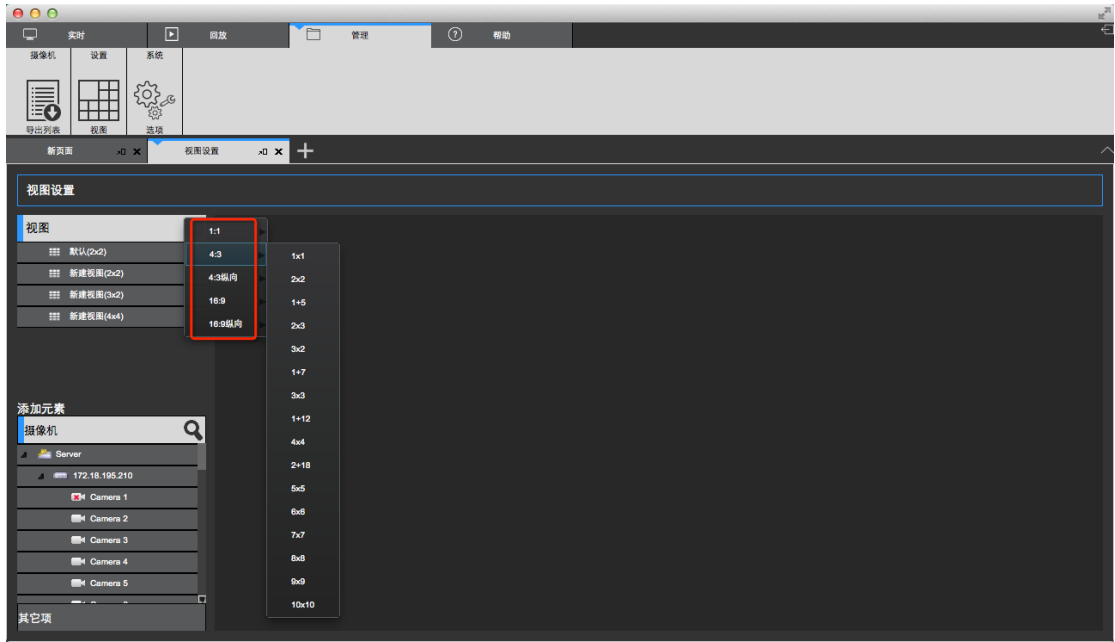 实时 回放 管理 帮助
摄像机 设置 系统
导出列表 视图 选项
新页面 视图设置
视图设置
视图
默认(2x2)
新建视图(2x2)
新建视图(3x2)
新建视图(4x4)
1:1
4:3
4:3纵向
16:9
16:9纵向
1x1
2x2
1+5
2x3
3x2
1+7
3x3
1+12
4x4
2+18
5x5
6x6
7x7
8x8
9x9
10x10
添加元素
摄像机
Server
172.18.195.210
Camera 1
Camera 2
Camera 3
Camera 4
Camera 5
其它项